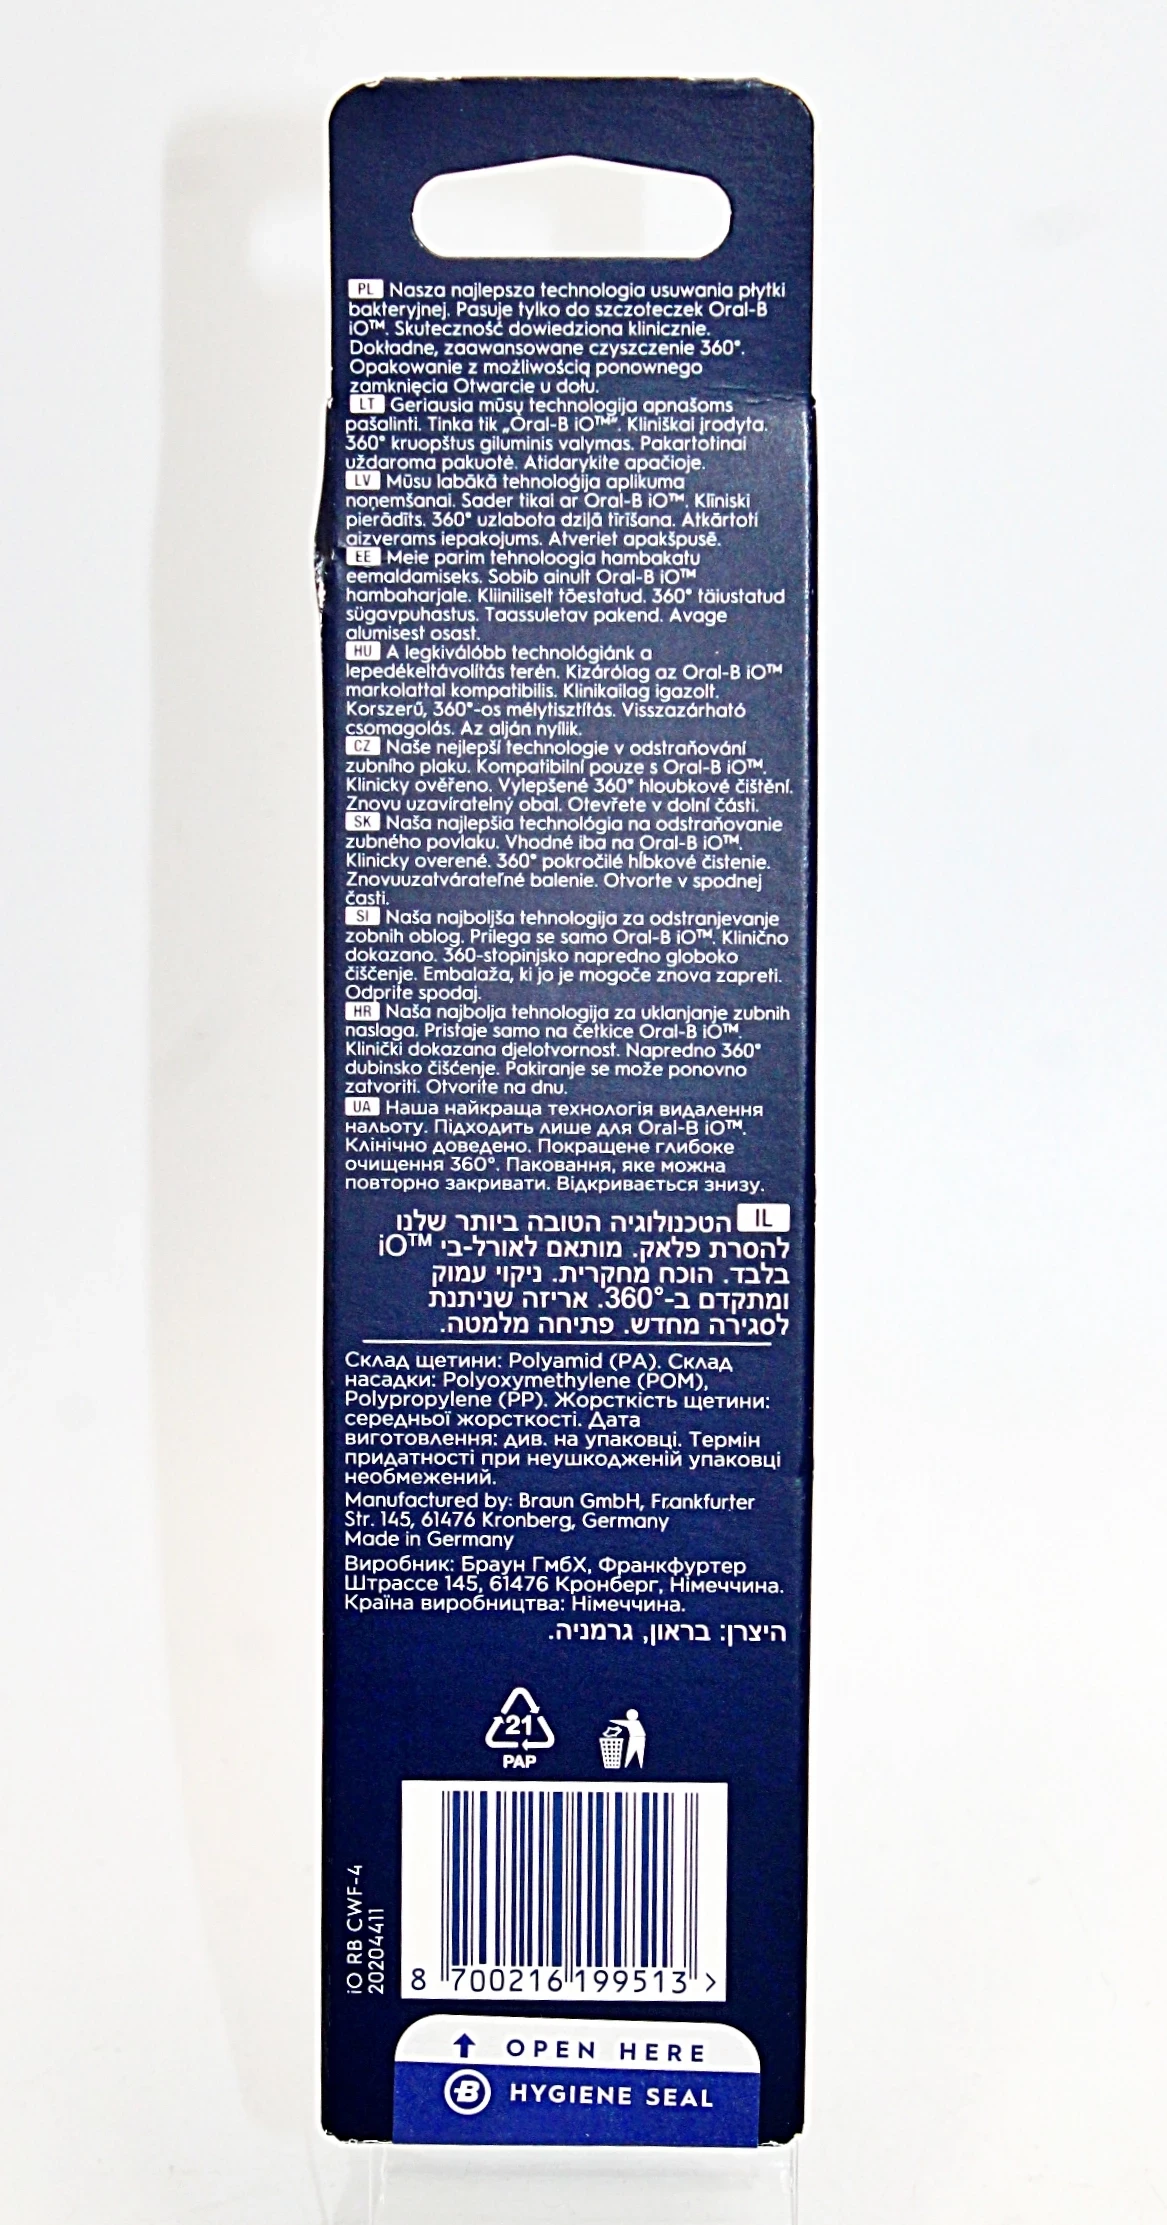 PL Nasza najlepsza technologia usuwania płytki
bakteryjnej. Pasuje tylko do szczoteczek Oral-B
iO™. Skuteczność dowiedziona klinicznie.
Dokładne, zaawansowane czyszczenie 360°.
Opakowanie z możliwością ponownego
zamknięcia Otwarcie u dołu.
LT Geriausia mūsų technologija apnašoms
pašalinti. Tinka tik „Oral-B iO™“. Kliniškai įrodyta.
360° kruopštus giluminis valymas. Pakartotinai
uždaroma pakuotė. Atidarykite apačioje.
LV Mūsu labākā tehnoloģija aplikuma
noņemšanai. Sader tikai ar Oral-B iO™. Klīniski
pierādīts. 360° uzlabota dziļā tīrīšana. Atkārtoti
aizverams iepakojums. Atveriet apakšpusē.
EE Meie parim tehnoloogia hambakatu
eemaldamiseks. Sobib ainult Oral-B iO™
hambaharjale. Kliiniliselt tõestatud. 360° täiustatud
sügavpuhastus. Taassuletav pakend. Avage
alumisest osast.
HU A legkiválóbb technológiánk a
lepedékeltávolítás terén. Kizárólag az Oral-B iO™
markolattal kompatibilis. Klinikailag igazolt.
Korszerű, 360°-os mélytisztítás. Visszazárható
csomagolás. Az alján nyílik.
CZ Naše nejlepší technologie v odstraňování
zubního plaku. Kompatibilní pouze s Oral-B iO™.
Klinicky ověřeno. Vylepšené 360° hloubkové čištění.
Znovu uzavíratelný obal. Otevřete v dolní části.
SK Naša najlepšia technológia na odstraňovanie
zubného povlaku. Vhodné iba na Oral-B iO™.
Klinicky overené. 360° pokročilé hĺbkové čistenie.
Znovuuzatvárateľné balenie. Otvorte v spodnej
časti.
SI Naša najboljša tehnologija za odstranjevanje
zobnih oblog. Prilega se samo Oral-B iO™. Klinično
dokazano. 360-stopinjsko napredno globoko
čiščenje. Embalaža, ki jo je mogoče znova zapreti.
Odprite spodaj.
HR Naša najbolja tehnologija za uklanjanje zubnih
naslaga. Pristaje samo na četkice Oral-B iO™.
Klinički dokazana djelotvornost. Napredno 360°
dubinsko čišćenje. Pakiranje se može ponovno
zatvoriti. Otvorite na dnu.
UA Наша найкраща технологія видалення
нальоту. Підходить лише для Oral-B iO™.
Клінічно доведено. Покращене глибоке
очищення 360°. Паковання, яке можна
повторно закривати. Відкривається знизу.
IL הטכנולוגיה הטובה ביותר שלנו
להסרת פלאק. מותאם לאורל-בי iO™
בלבד. הוכח מחקרית. ניקוי עמוק
ומתקדם ב-360°. אריזה שניתנת
לסגירה מחדש. פתיחה מלמטה.
Склад щетини: Polyamid (PA). Склад
насадки: Polyoxymethylene (POM),
Polypropylene (PP). Жорсткість щетини:
середньої жорсткості. Дата
виготовлення: див. на упаковці. Термін
придатності при неушкодженій упаковці
необмежений.
Manufactured by: Braun GmbH, Frankfurter
Str. 145, 61476 Kronberg, Germany
Made in Germany
Виробник: Браун ГмбХ, Франкфуртер
Штрассе 145, 61476 Кронберг, Німеччина.
Країна виробництва: Німеччина.
היצרן: בראון, גרמניה.
21
PAP
iO RB CWF-4
20204411
8 700216 199513 >
OPEN HERE
B HYGIENE SEAL